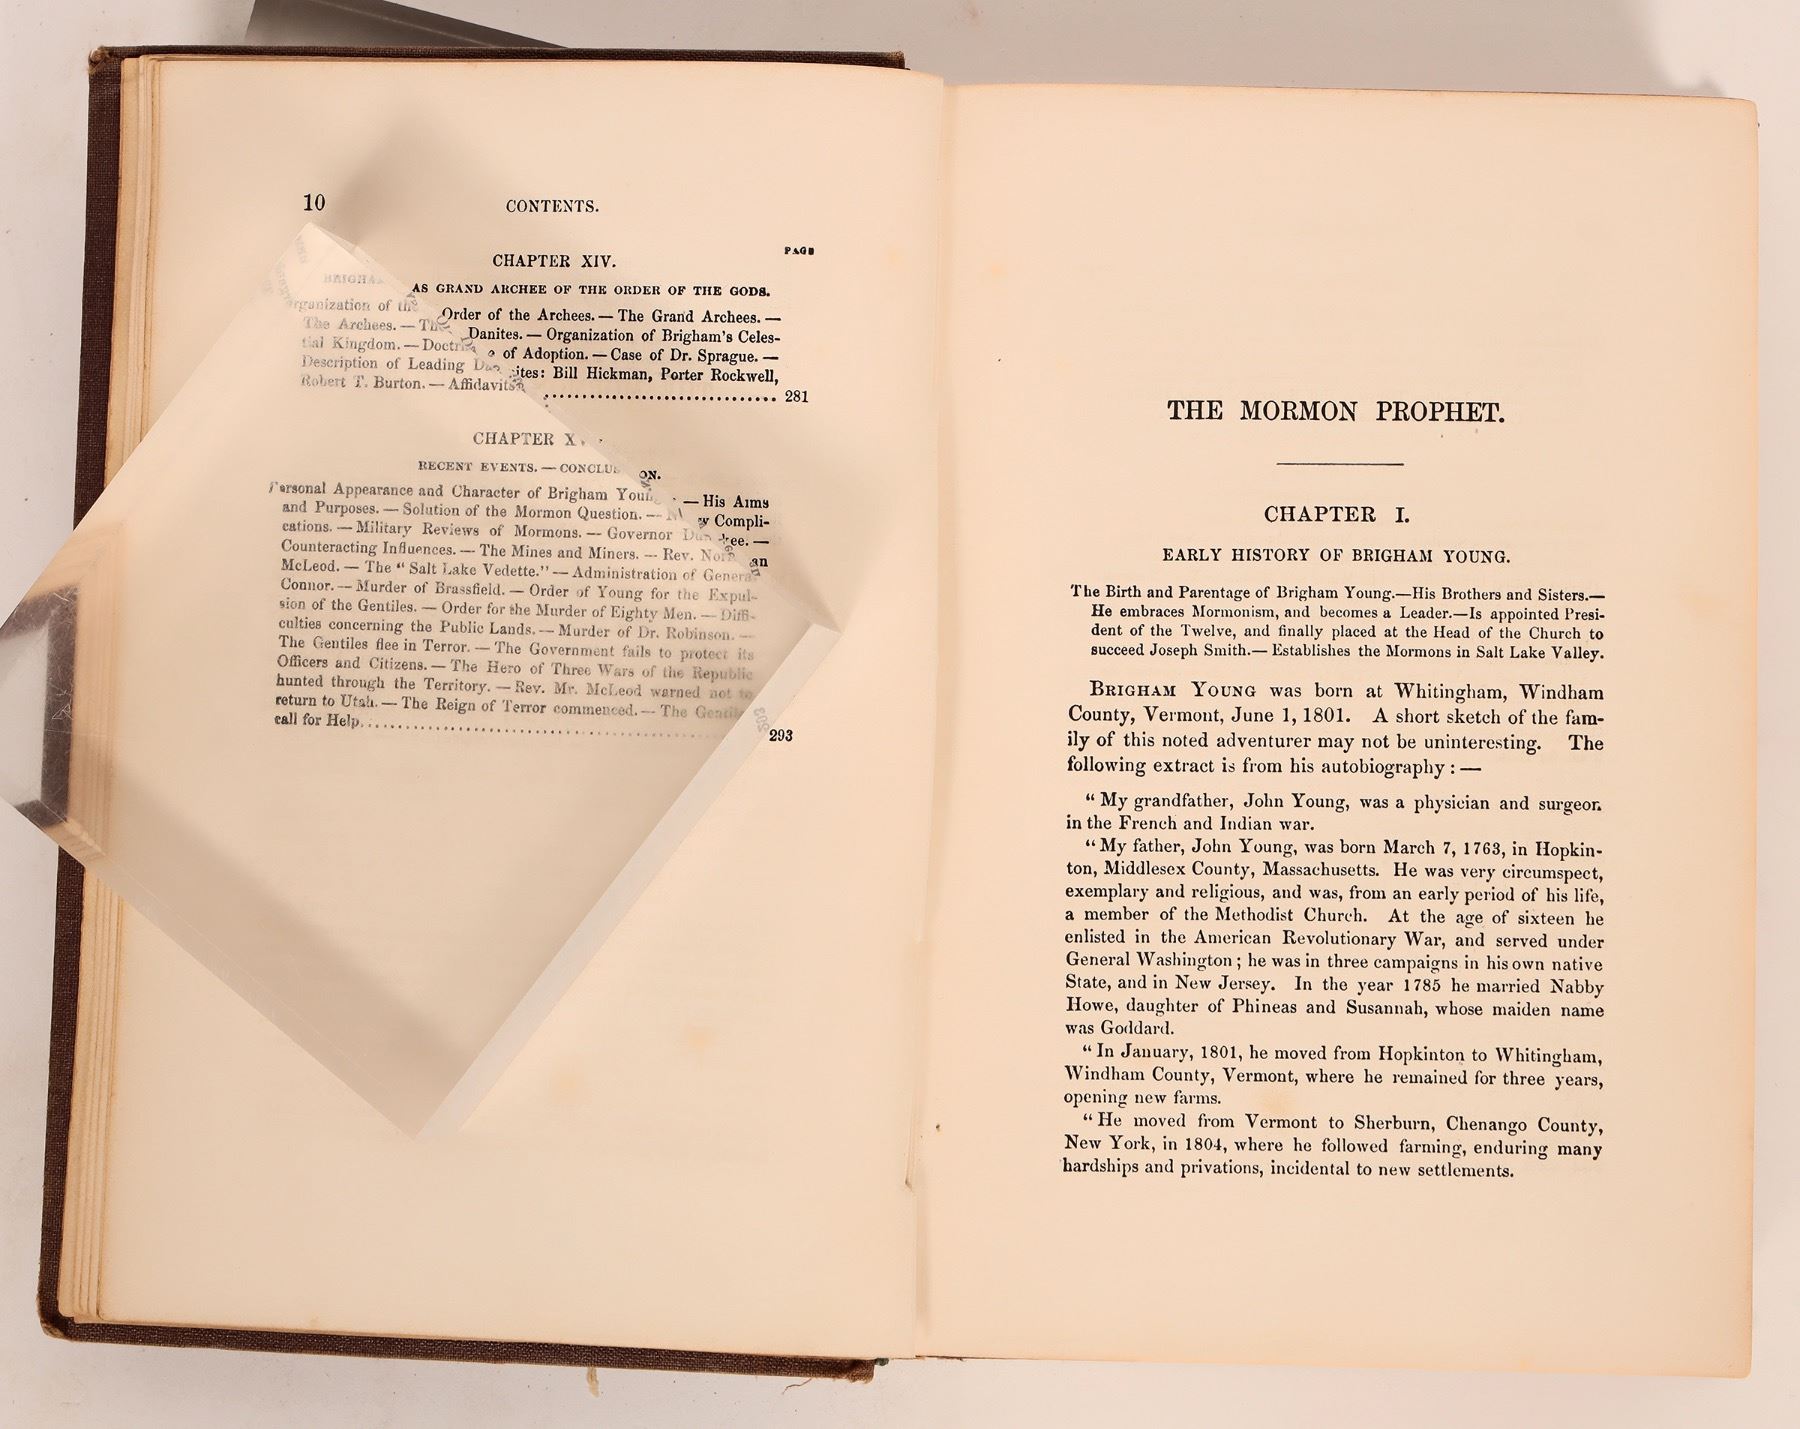 10 CONTENTS.
PAGE
CHAPTER XIV.
BRIGHAM AS GRAND ARCHEE OF THE ORDER OF THE GODS.
Organization of the Order of the Archees. — The Grand Archees. —
The Archees. — The Danites. — Organization of Brigham's Celes-
tial Kingdom. — Doctrine of Adoption. — Case of Dr. Sprague. —
Description of Leading Danites: Bill Hickman, Porter Rockwell,
Robert T. Burton. — Affidavits 281
CHAPTER XV.
RECENT EVENTS. — CONCLUSION.
Personal Appearance and Character of Brigham Young. — His Aims
and Purposes. — Solution of the Mormon Question. — New Compli-
cations. — Military Reviews of Mormons. — Governor Durkee. —
Counteracting Influences. — The Mines and Miners. — Rev. Norman
McLeod. — The “Salt Lake Vedette.” — Administration of General
Connor. — Murder of Brassfield. — Order of Young for the Expul-
sion of the Gentiles. — Order for the Murder of Eighty Men. — Diffi-
culties concerning the Public Lands. — Murder of Dr. Robinson. —
The Gentiles flee in Terror. — The Government fails to protect its
Officers and Citizens. — The Hero of Three Wars of the Republic
hunted through the Territory. — Rev. Mr. McLeod warned not to
return to Utah. — The Reign of Terror commenced. — The Gentiles
call for Help 293
THE MORMON PROPHET.
CHAPTER I.
EARLY HISTORY OF BRIGHAM YOUNG.
The Birth and Parentage of Brigham Young.—His Brothers and Sisters.—
He embraces Mormonism, and becomes a Leader.—Is appointed Presi-
dent of the Twelve, and finally placed at the Head of the Church to
succeed Joseph Smith.— Establishes the Mormons in Salt Lake Valley.
BRIGHAM YOUNG was born at Whitingham, Windham
County, Vermont, June 1, 1801. A short sketch of the fam-
ily of this noted adventurer may not be uninteresting. The
following extract is from his autobiography : —
“ My grandfather, John Young, was a physician and surgeon
in the French and Indian war.
“ My father, John Young, was born March 7, 1763, in Hopkin-
ton, Middlesex County, Massachusetts. He was very circumspect,
exemplary and religious, and was, from an early period of his life,
a member of the Methodist Church. At the age of sixteen he
enlisted in the American Revolutionary War, and served under
General Washington ; he was in three campaigns in his own native
State, and in New Jersey. In the year 1785 he married Nabby
Howe, daughter of Phineas and Susannah, whose maiden name
was Goddard.
“ In January, 1801, he moved from Hopkinton to Whitingham,
Windham County, Vermont, where he remained for three years,
opening new farms.
“ He moved from Vermont to Sherburn, Chenango County,
New York, in 1804, where he followed farming, enduring many
hardships and privations, incidental to new settlements.